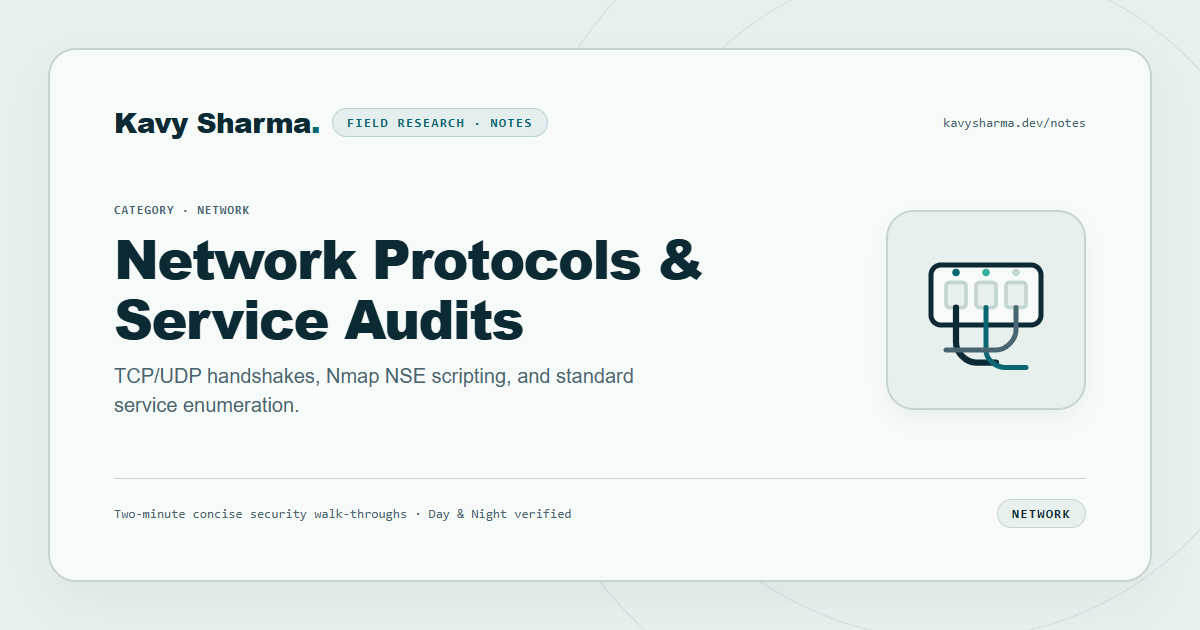 Kavy Sharma.
FIELD RESEARCH · NOTES
kavysharma.dev/notes
CATEGORY · NETWORK
Network Protocols &
Service Audits
TCP/UDP handshakes, Nmap NSE scripting, and standard
service enumeration.
Two-minute concise security walk-throughs · Day & Night verified
NETWORK